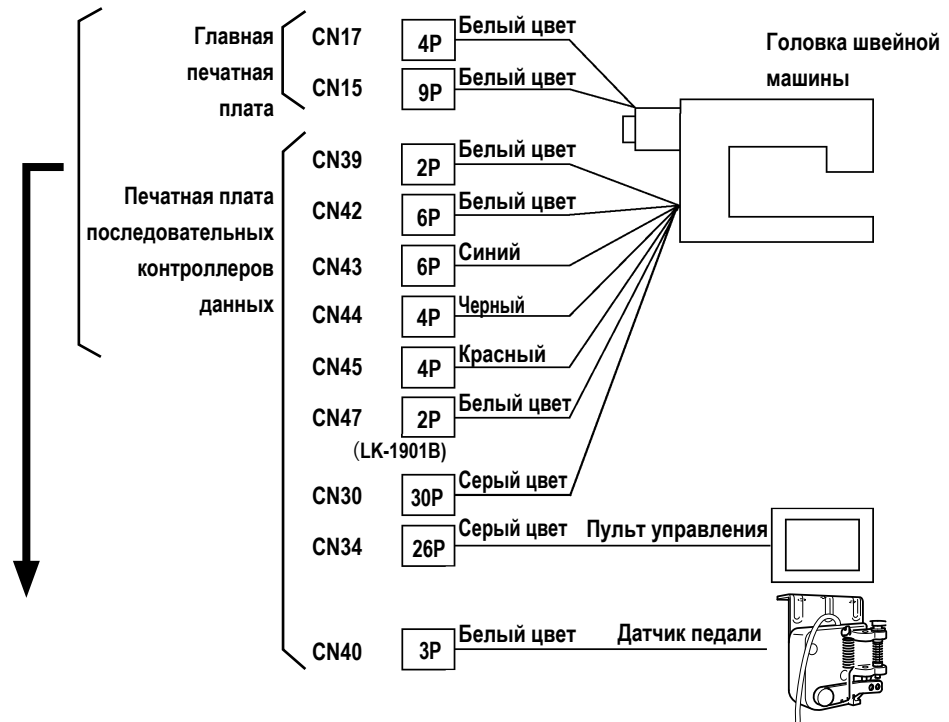 Главная
печатная
плата
CN17 4P Белый цвет
CN15 9P Белый цвет
Головка швейной
машины
Печатная плата
последовательных
контроллеров
данных
CN39 2P Белый цвет
CN42 6P Белый цвет
CN43 6P Синий
CN44 4P Черный
CN45 4P Красный
CN47 2P Белый цвет
(LK-1901B)
CN30 30P Серый цвет
CN34 26P Серый цвет Пульт управления
CN40 3P Белый цвет Датчик педали